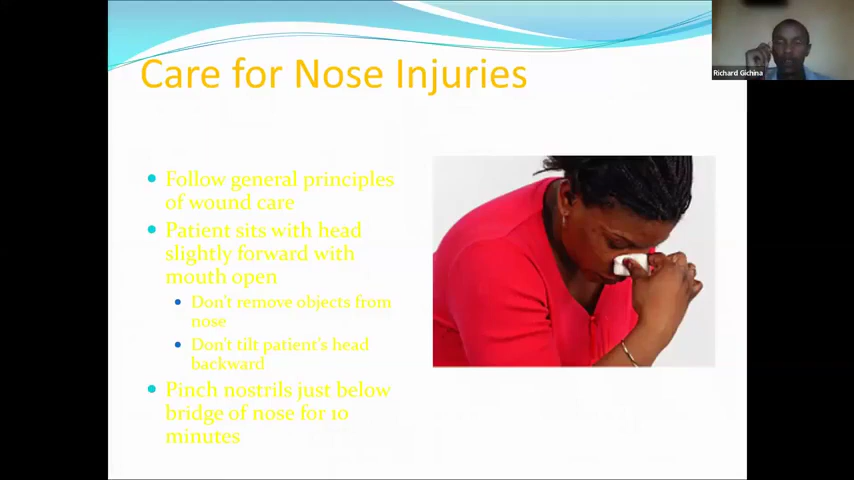 Care for Nose Injuries
Richard Gichina
Follow general principles
of wound care
Patient sits with head
slightly forward with
mouth open
Don't remove objects from
nose
Don't tilt patient's head
backward
Pinch nostrils just below
bridge of nose for 10
minutes